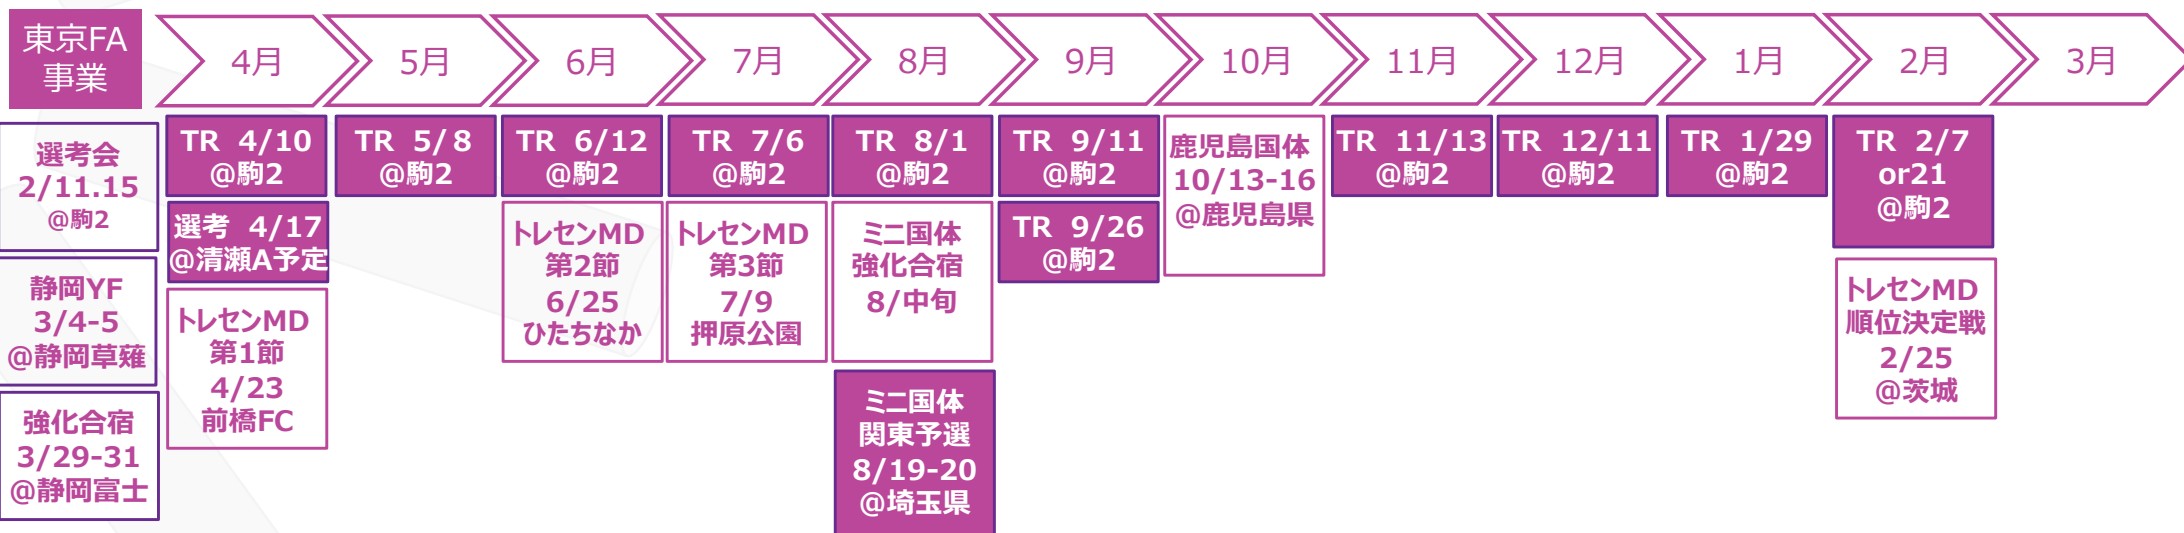 東京FA
事業
4月
5月
6月
7月
8月
9月
10月
11月
12月
1月
2月
3月
選考会
2/11.15
@駒2
静岡YF
3/4-5
@静岡草薙
強化合宿
3/29-31
@静岡富士
TR 4/10
@駒2
選考 4/17
@清瀬A予定
トレセンMD
第1節
4/23
前橋FC
TR 5/8
@駒2
TR 6/12
@駒2
トレセンMD
第2節
6/25
ひたちなか
TR 7/6
@駒2
トレセンMD
第3節
7/9
押原公園
TR 8/1
@駒2
ミニ国体
強化合宿
8/中旬
ミニ国体
関東予選
8/19-20
@埼玉県
TR 9/11
@駒2
TR 9/26
@駒2
鹿児島国体
10/13-16
@鹿児島県
TR 11/13
@駒2
TR 12/11
@駒2
TR 1/29
@駒2
TR 2/7
or21
@駒2
トレセンMD
順位決定戦
2/25
@茨城